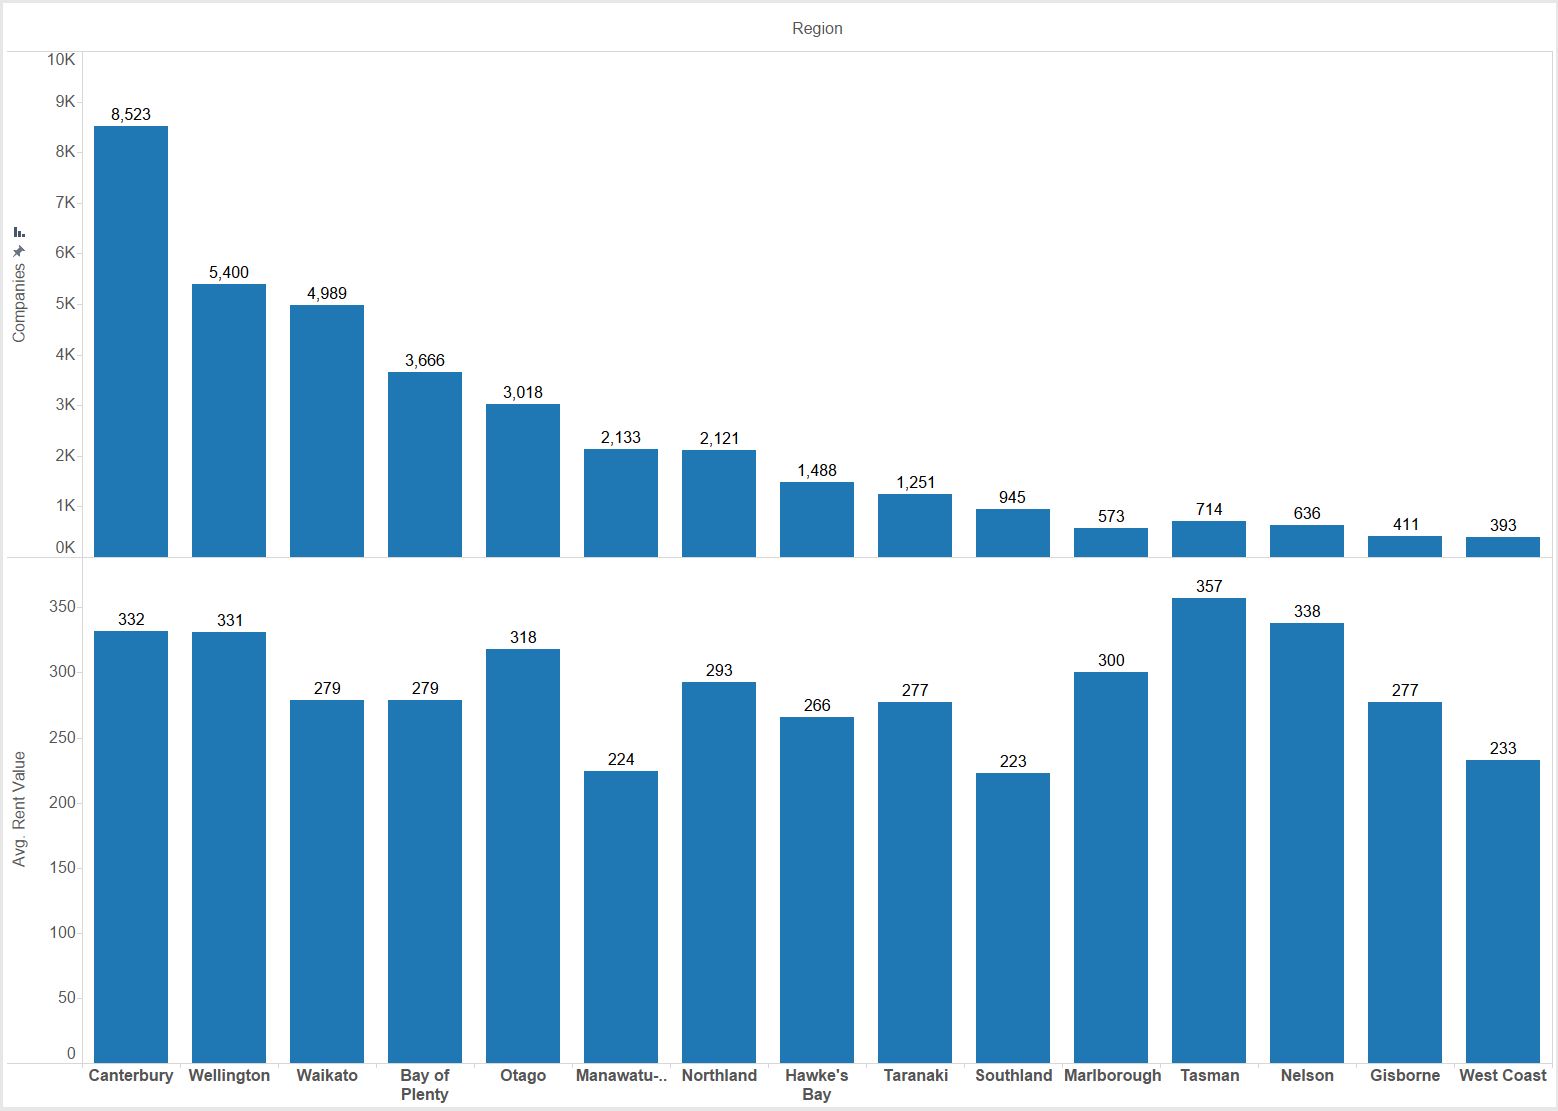 Region
10K
9K
8K
7K
6K
5K
4K
3K
2K
1K
0K
Companies
8,523
5,400
4,989
3,666
3,018
2,133
2,121
1,488
1,251
945
573
714
636
411
393
350
300
250
200
150
100
50
0
Avg. Rent Value
332
331
279
279
318
224
293
266
277
223
300
357
338
277
233
Canterbury
Wellington
Waikato
Bay of
Plenty
Otago
Manawatu-..
Northland
Hawke's
Bay
Taranaki
Southland
Marlborough
Tasman
Nelson
Gisborne
West Coast